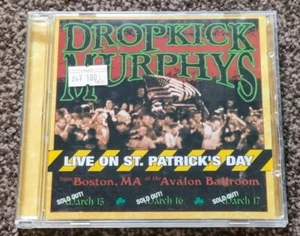 DROPKICK
MURPHYS
LIVE ON ST. PATRICK'S DAY
From Boston, MA at the Avalon Ballroom
SOLD OUT! SOLD OUT! SOLD OUT!
March 15 March 16 March 17